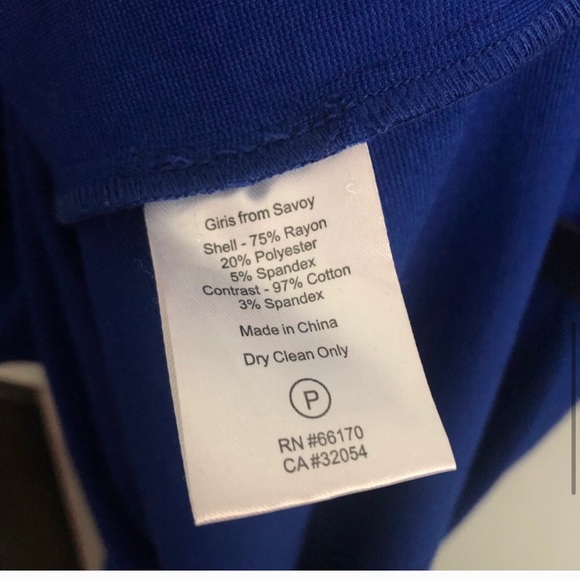 Girls from Savoy
Shell - 75% Rayon
20% Polyester
5% Spandex
Contrast - 97% Cotton
3% Spandex
Made in China
Dry Clean Only
P
RN #66170
CA#32054